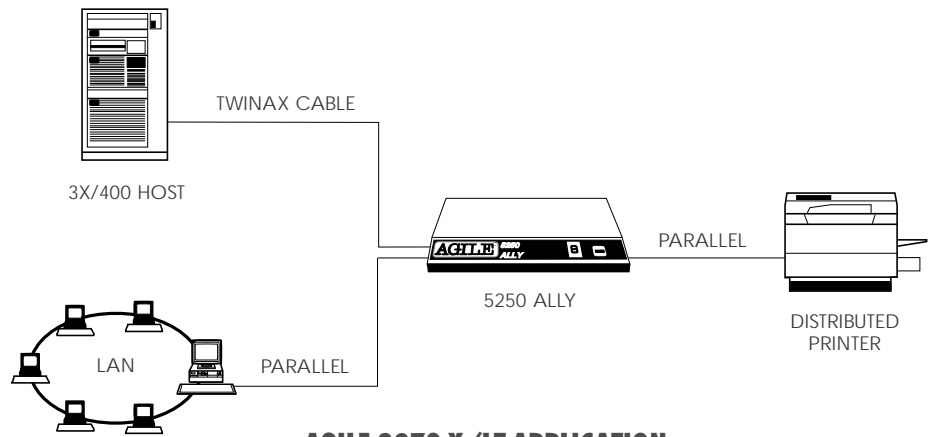 TWINAX CABLE
3X/400 HOST
AGILE 5250 ALLY
PARALLEL
5250 ALLY
DISTRIBUTED
PRINTER
LAN
PARALLEL